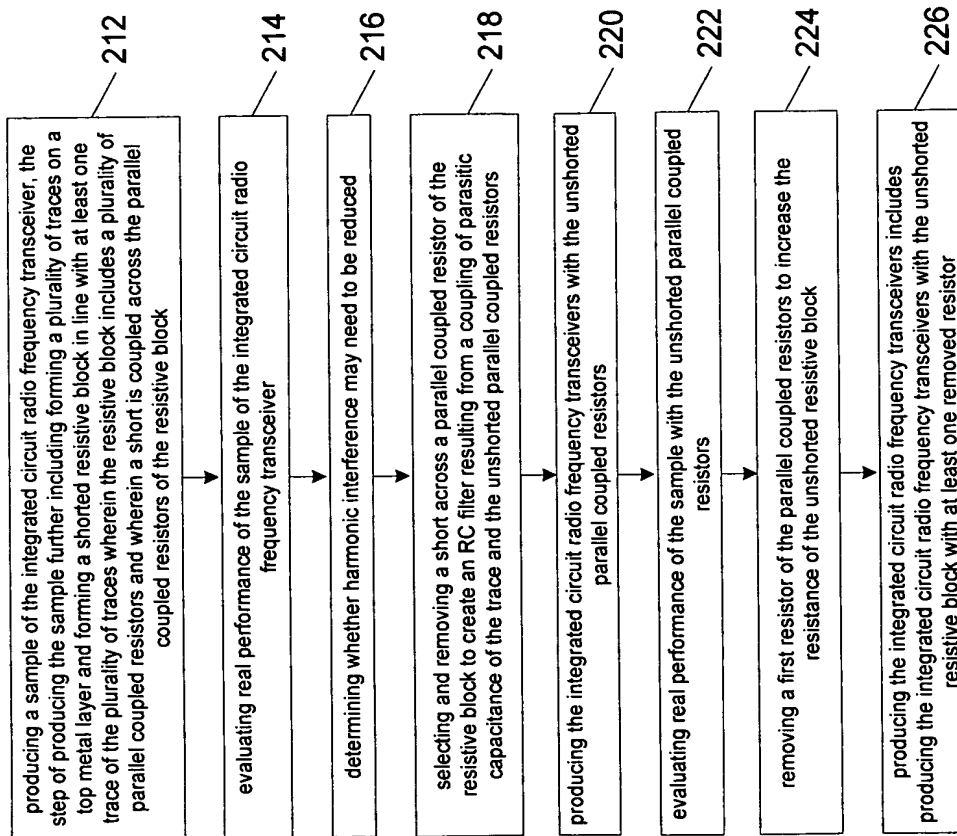 producing a sample of the integrated circuit radio frequency transceiver, the
step of producing the sample further including forming a plurality of traces on a
top metal layer and forming a shorted resistive block in line with at least one
trace of the plurality of traces wherein the resistive block includes a plurality of
parallel coupled resistors and wherein a short is coupled across the parallel
coupled resistors of the resistive block
212
evaluating real performance of the sample of the integrated circuit radio
frequency transceiver
214
determining whether harmonic interference may need to be reduced
216
selecting and removing a short across a parallel coupled resistor of the
resistive block to create an RC filter resulting from a coupling of parasitic
capacitance of the trace and the unshorted parallel coupled resistors
218
producing the integrated circuit radio frequency transceivers with the unshorted
parallel coupled resistors
220
evaluating real performance of the sample with the unshorted parallel coupled
resistors
222
removing a first resistor of the parallel coupled resistors to increase the
resistance of the unshorted resistive block
224
producing the integrated circuit radio frequency transceivers includes
producing the integrated circuit radio frequency transceivers with the unshorted
resistive block with at least one removed resistor
226